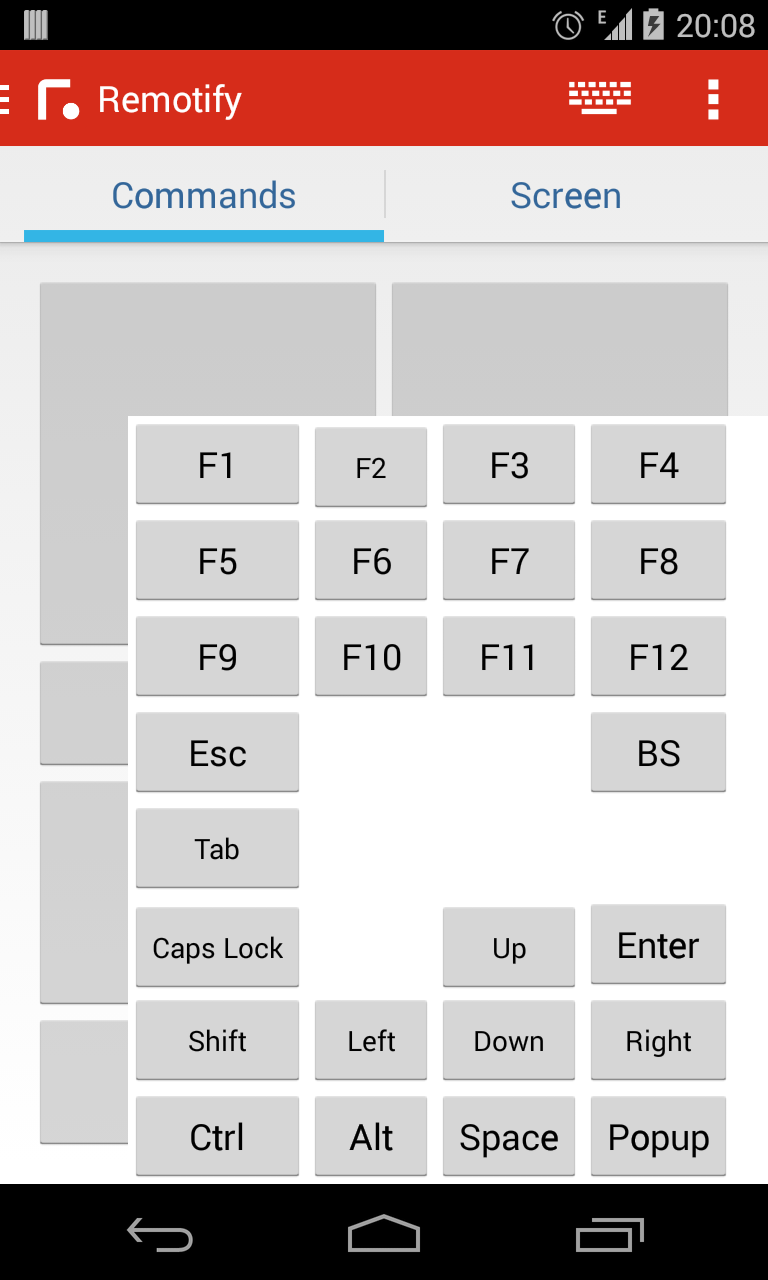 E 20:08
Remotify
Commands Screen
F1 F2 F3 F4
F5 F6 F7 F8
F9 F10 F11 F12
Esc BS
Tab
Caps Lock Up Enter
Shift Left Down Right
Ctrl Alt Space Popup